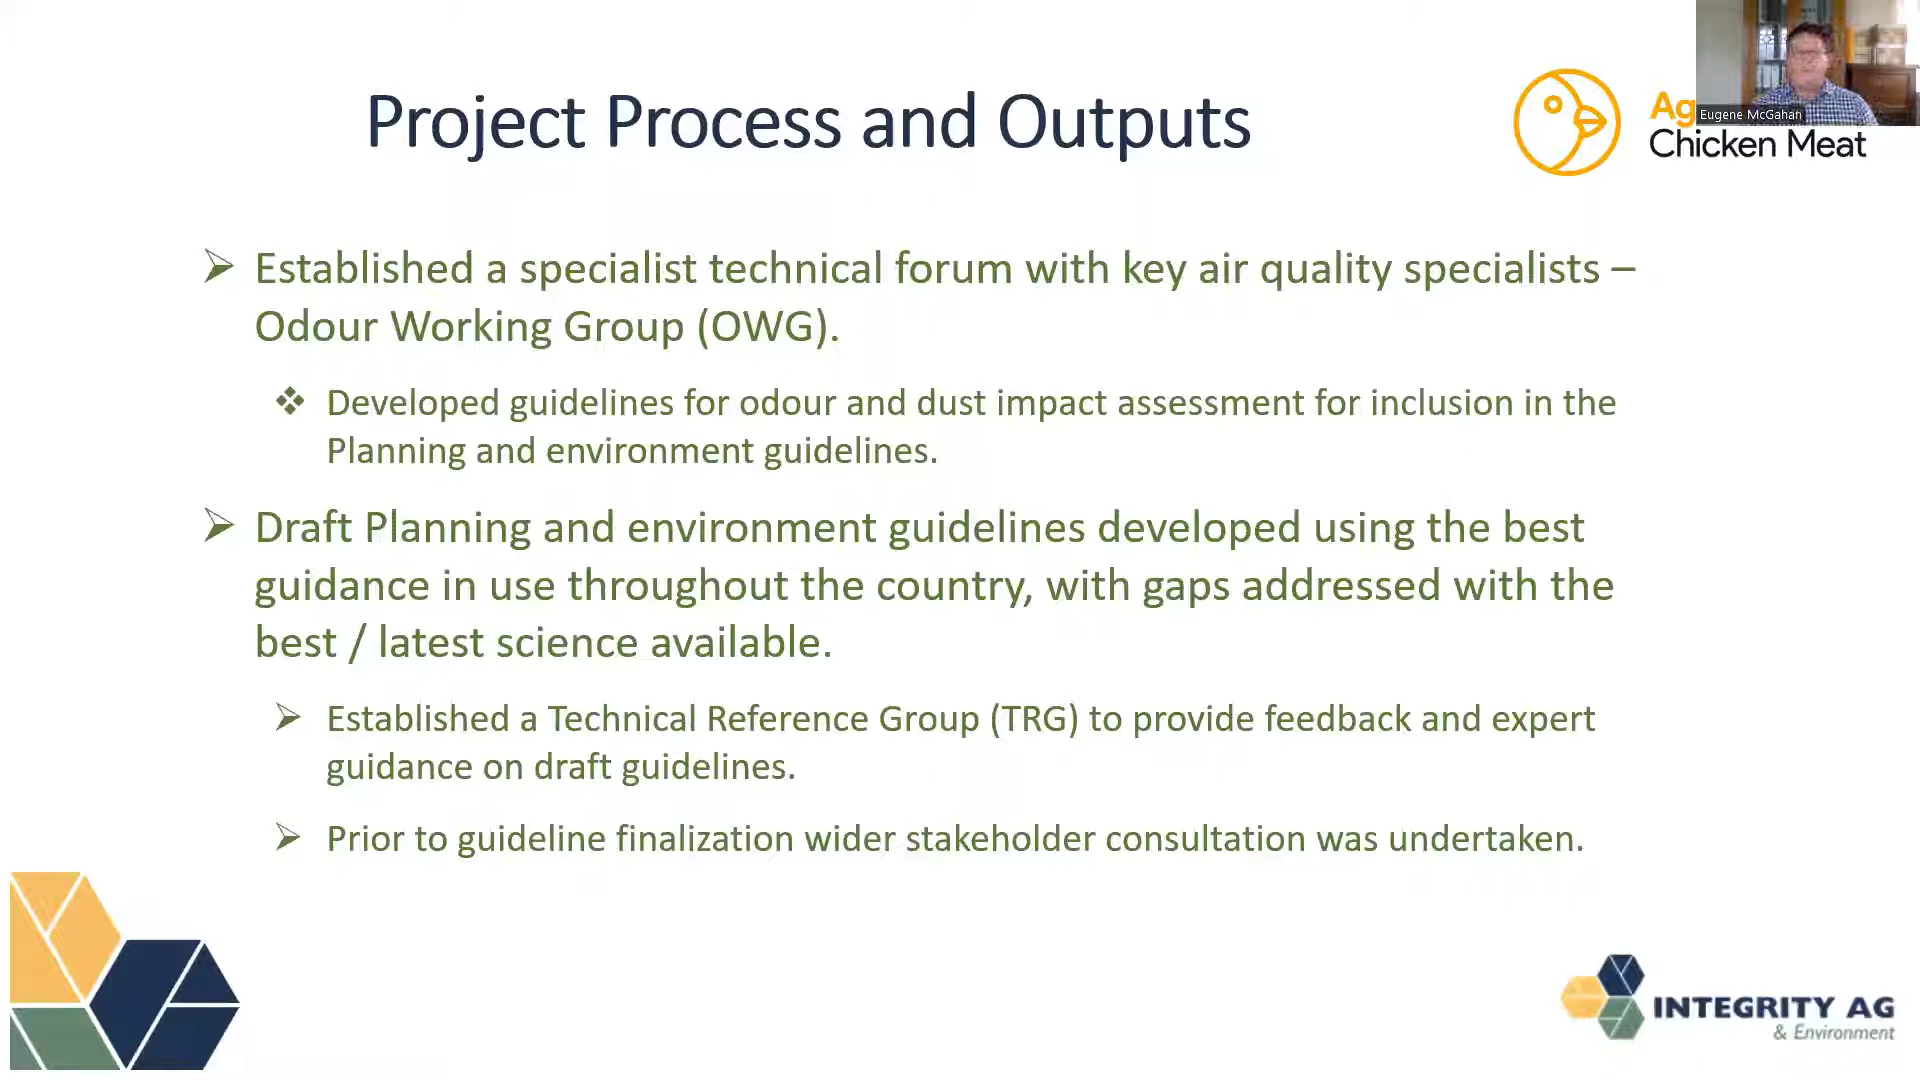 Project Process and Outputs
Ag
Eugene McGahan
Chicken Meat
Established a specialist technical forum with key air quality specialists –
Odour Working Group (OWG).
Developed guidelines for odour and dust impact assessment for inclusion in the
Planning and environment guidelines.
Draft Planning and environment guidelines developed using the best
guidance in use throughout the country, with gaps addressed with the
best / latest science available.
Established a Technical Reference Group (TRG) to provide feedback and expert
guidance on draft guidelines.
Prior to guideline finalization wider stakeholder consultation was undertaken.
INTEGRITY AG
& Environment